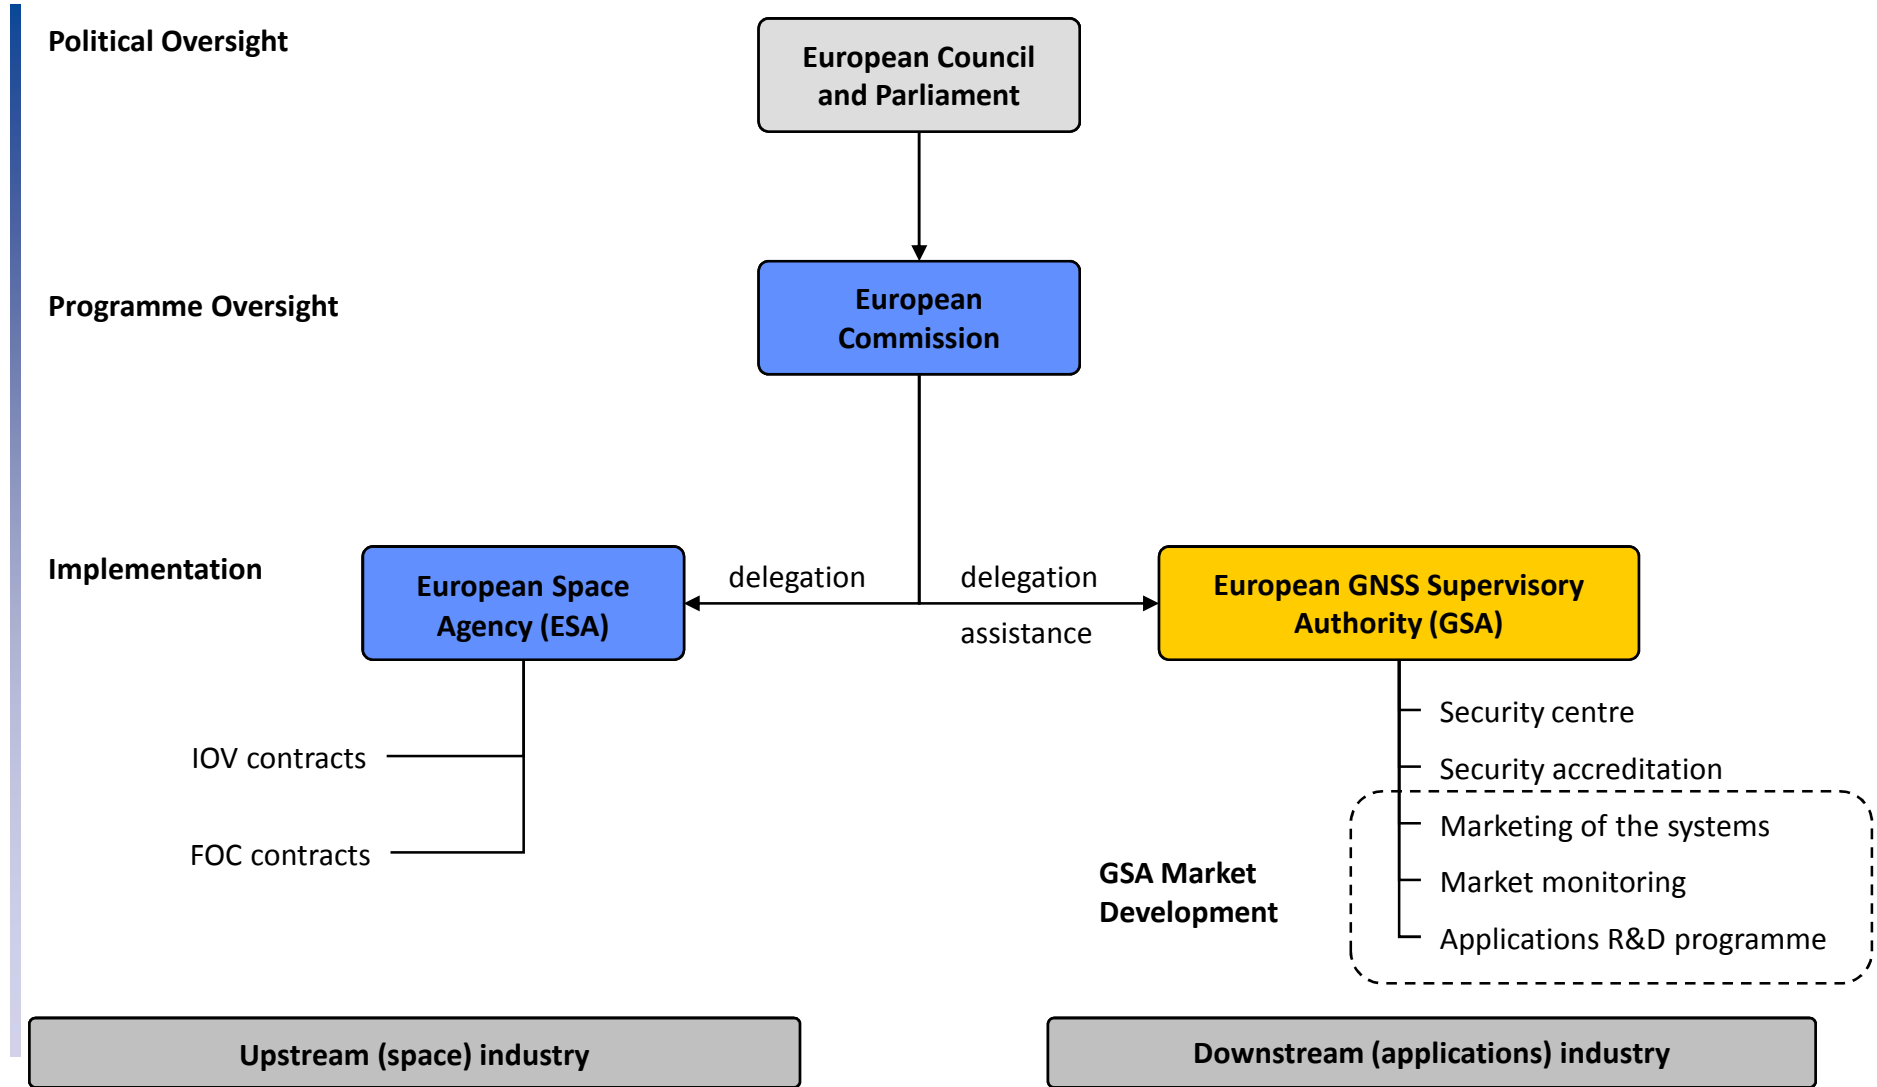 Political Oversight
European Council
and Parliament
Programme Oversight
European
Commission
Implementation
European Space
Agency (ESA)
delegation
delegation
assistance
European GNSS Supervisory
Authority (GSA)
IOV contracts
FOC contracts
Security centre
Security accreditation
Marketing of the systems
Market monitoring
Applications R&D programme
GSA Market
Development
Upstream (space) industry
Downstream (applications) industry